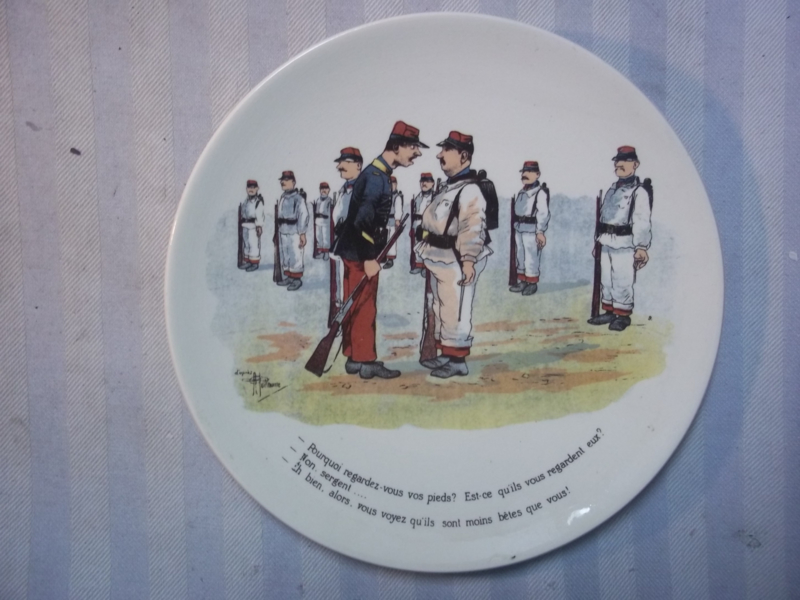 d'après
— Pourquoi regardez-vous vos pieds? Est-ce qu'ils vous regardent eux?
— Non, sergent ....
— Eh bien, alors, vous voyez qu'ils sont moins bêtes que vous!